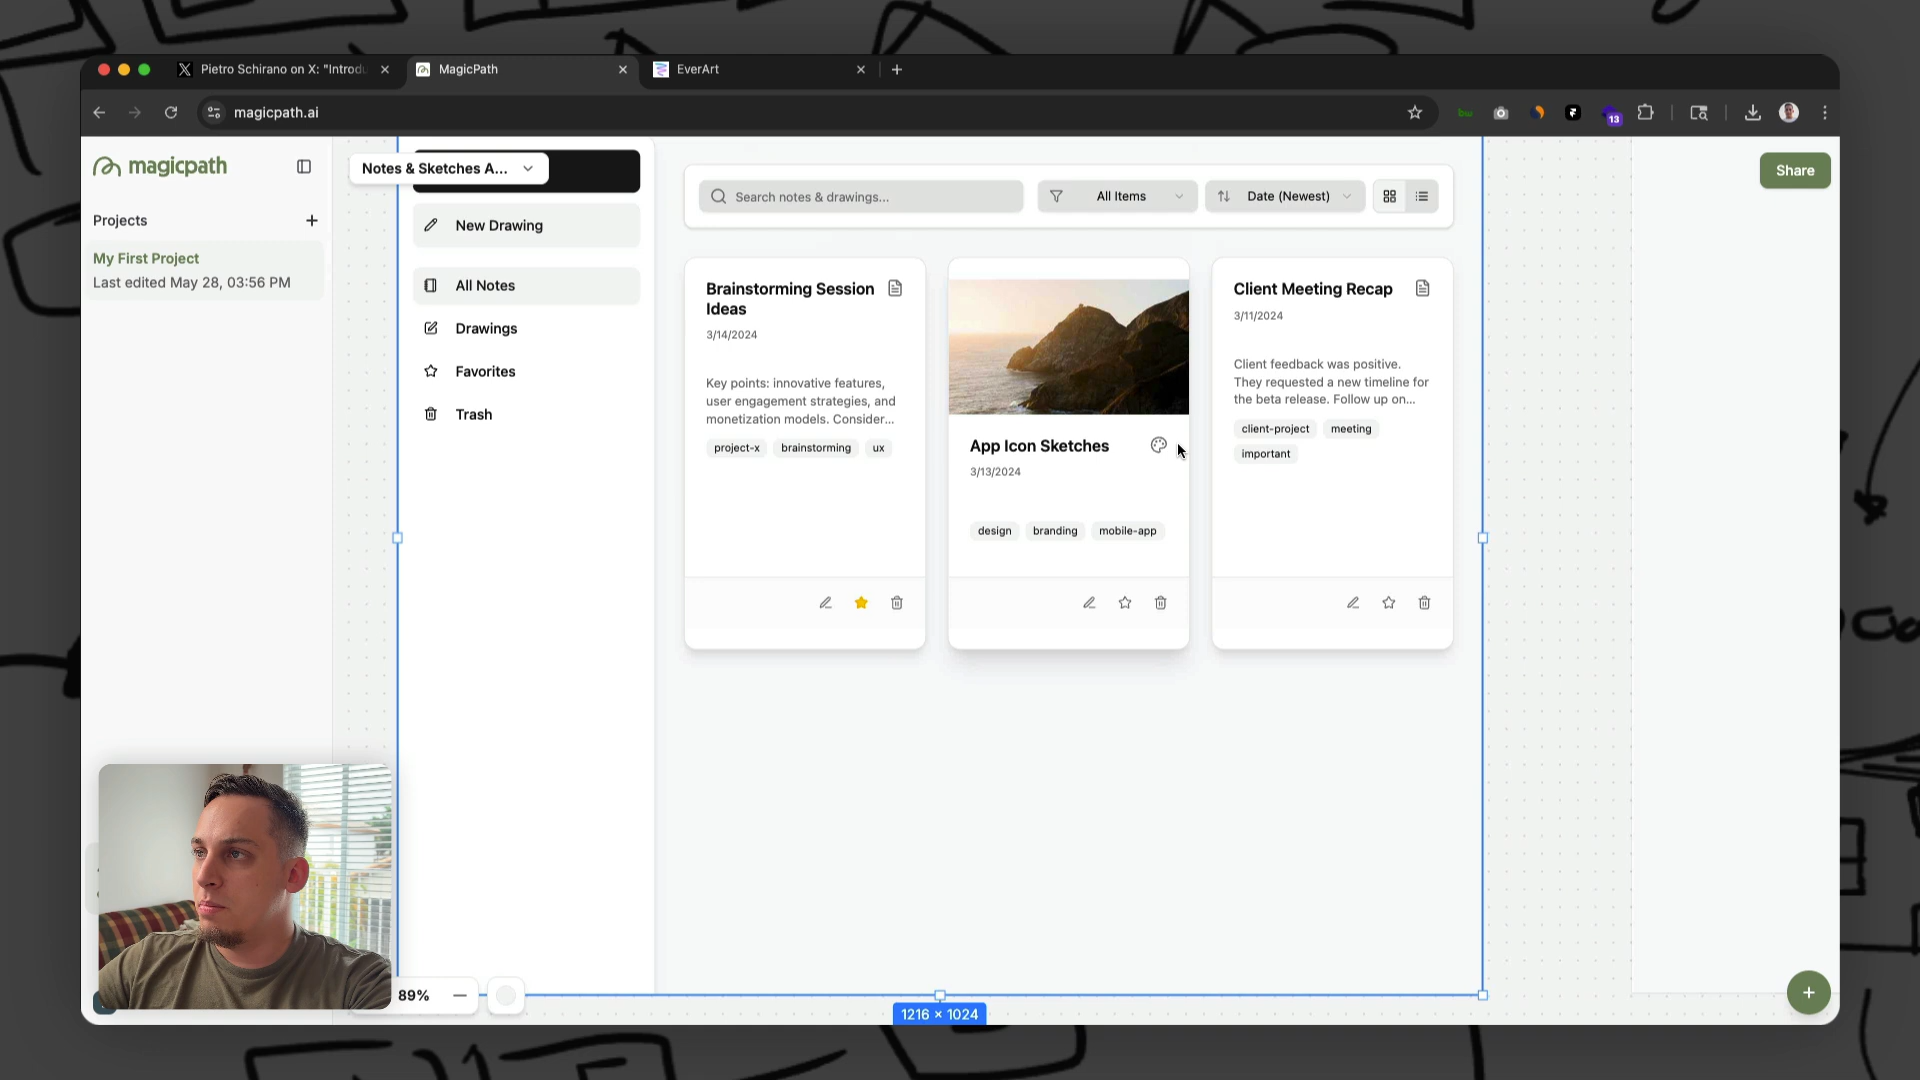 Pietro Schirano on X: "Introdu
MagicPath
EverArt
magicpath.ai
13
magicpath
Projects
My First Project
Last edited May 28, 03:56 PM
Notes & Sketches A...
New Drawing
All Notes
Drawings
Favorites
Trash
Search notes & drawings...
All Items
Date (Newest)
Share
Brainstorming Session
Ideas
3/14/2024
Key points: innovative features,
user engagement strategies, and
monetization models. Consider...
project-x brainstorming ux
App Icon Sketches
3/13/2024
design branding mobile-app
Client Meeting Recap
3/11/2024
Client feedback was positive.
They requested a new timeline for
the beta release. Follow up on...
client-project meeting
important
89%
1216 × 1024